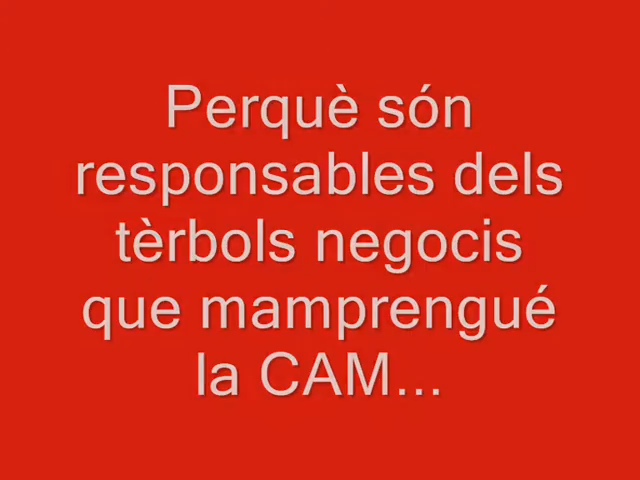 Perquè són
responsables dels
tèrbols negocis
que mamprengué
la CAM...